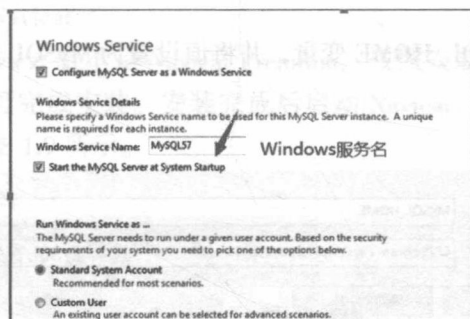 Windows Service
Configure MySQL Server as a Windows Service
Windows Service Details
Please specify a Windows Service name to be used for this MySQL Server instance. A unique
name is required for each instance.
Windows Service Name: MySQL57
Windows服务名
Start the MySQL Server at System Startup
Run Windows Service as ...
The MySQL Server needs to run under a given user account. Based on the security
requirements of your system you need to pick one of the options below.
Standard System Account
Recommended for most scenarios.
Custom User
An existing user account can be selected for advanced scenarios.